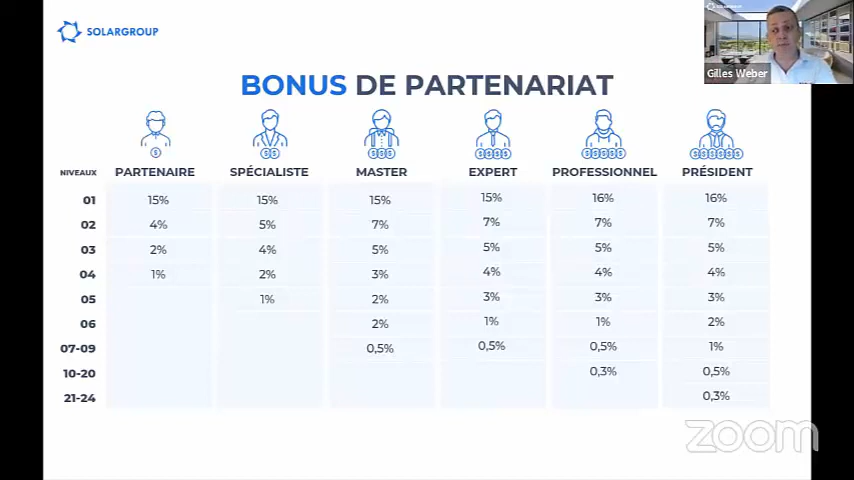 SOLARGROUP
Gilles Weber
BONUS DE PARTENARIAT
NIVEAUX PARTENAIRE SPÉCIALISTE MASTER EXPERT PROFESSIONNEL PRÉSIDENT
01 15% 15% 15% 15% 16% 16%
02 4% 5% 7% 7% 7% 7%
03 2% 4% 5% 5% 5% 5%
04 1% 2% 3% 4% 4% 4%
05 1% 2% 3% 3% 3%
06 2% 1% 1% 2%
07-09 0,5% 0,5% 0,5% 1%
10-20 0,3% 0,5%
21-24 0,3%
zoom